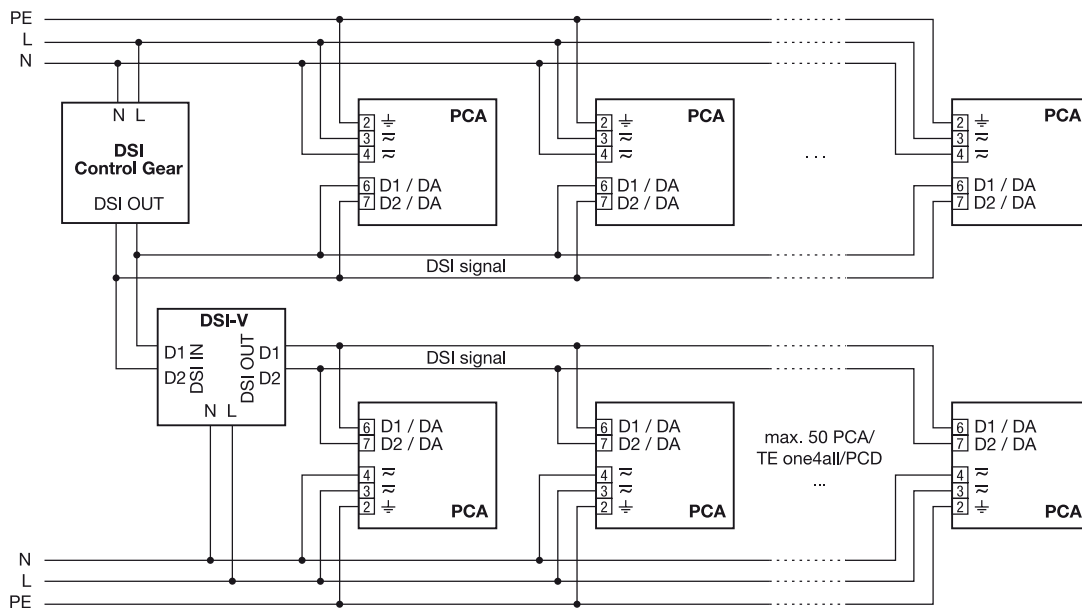 PE
L
N
N L
DSI
Control Gear
DSI OUT
2
3
4
6 D1 / DA
7 D2 / DA
PCA
2
3
4
6 D1 / DA
7 D2 / DA
PCA
...
2
3
4
6 D1 / DA
7 D2 / DA
PCA
DSI signal
DSI-V
D1
D2
DSI IN
DSI OUT
D1
D2
N L
DSI signal
6 D1 / DA
7 D2 / DA
4
3
2
PCA
6 D1 / DA
7 D2 / DA
4
3
2
PCA
max. 50 PCA/
TE one4all/PCD
...
6 D1 / DA
7 D2 / DA
4
3
2
PCA
N
L
PE